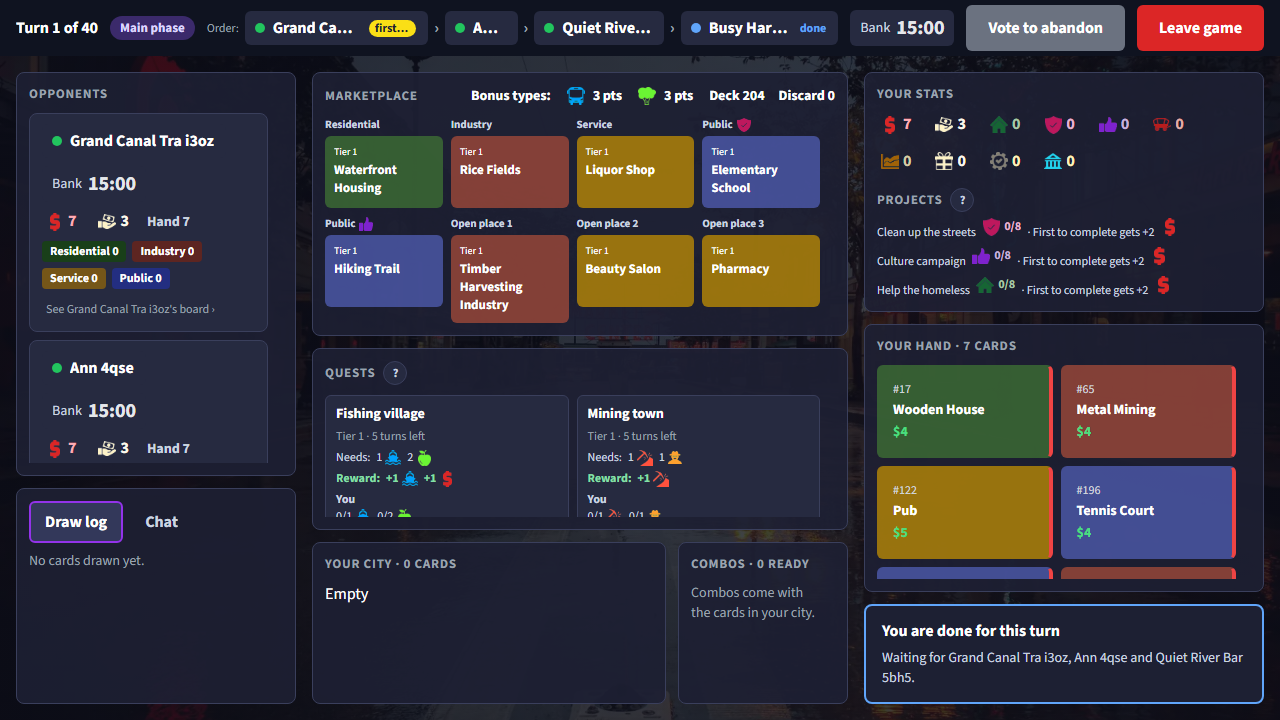 Turn 1 of 40 Main phase Order: Grand Ca... first... › A... › Quiet Rive... › Busy Har... done Bank 15:00 Vote to abandon Leave game
OPPONENTS
Grand Canal Tra i3oz
Bank 15:00
7 3 Hand 7
Residential 0 Industry 0
Service 0 Public 0
See Grand Canal Tra i3oz's board ›
Ann 4qse
Bank 15:00
7 3 Hand 7
Draw log Chat
No cards drawn yet.
MARKETPLACE Bonus types: 3 pts 3 pts Deck 204 Discard 0
Residential Industry Service Public
Tier 1 Tier 1 Tier 1 Tier 1
Waterfront Housing Rice Fields Liquor Shop Elementary School
Public Open place 1 Open place 2 Open place 3
Tier 1 Tier 1 Tier 1 Tier 1
Hiking Trail Timber Harvesting Industry Beauty Salon Pharmacy
QUESTS ?
Fishing village
Tier 1 · 5 turns left
Needs: 1 2
Reward: +1 +1
You
0/1 0/2
Mining town
Tier 1 · 5 turns left
Needs: 1 1
Reward: +1
You
0/1 0/1
YOUR CITY · 0 CARDS
Empty
COMBOS · 0 READY
Combos come with
the cards in your city.
YOUR STATS
7 3 0 0 0 0
0 0 0 0
PROJECTS ?
Clean up the streets 0/8 · First to complete gets +2
Culture campaign 0/8 · First to complete gets +2
Help the homeless 0/8 · First to complete gets +2
YOUR HAND · 7 CARDS
#17 #65
Wooden House Metal Mining
$4 $4
#122 #196
Pub Tennis Court
$5 $4
You are done for this turn
Waiting for Grand Canal Tra i3oz, Ann 4qse and Quiet River Bar
5bh5.